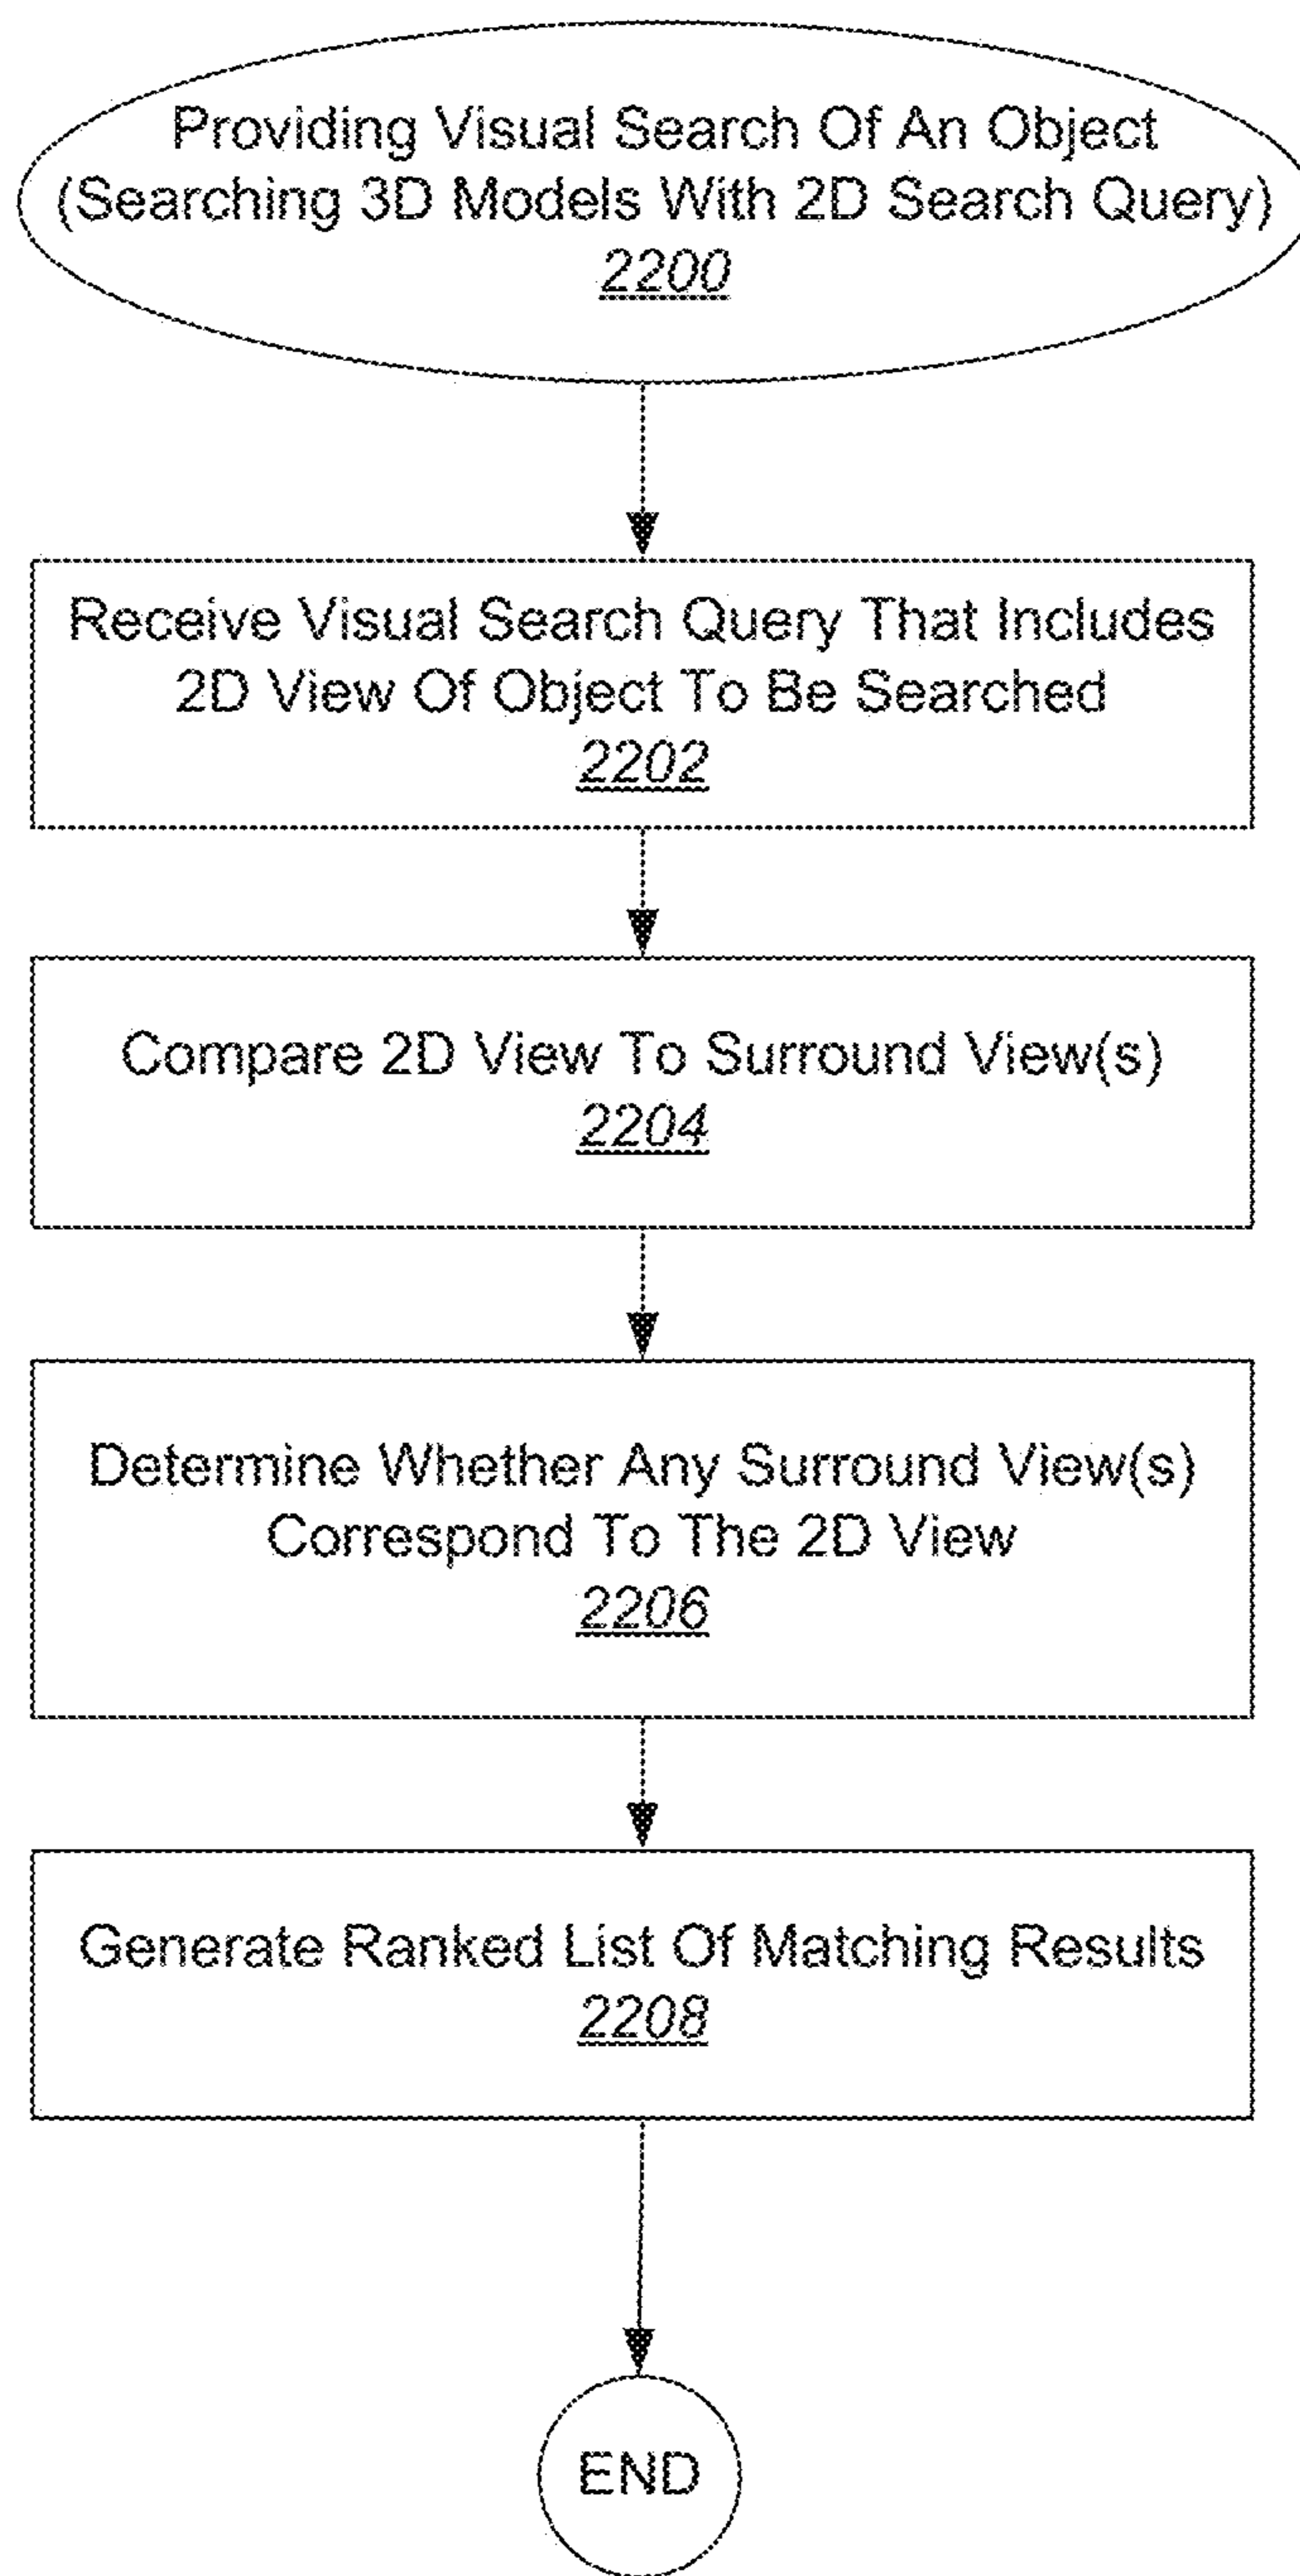 Providing Visual Search Of An Object
(Searching 3D Models With 2D Search Query)
2200
Receive Visual Search Query That Includes
2D View Of Object To Be Searched
2202
Compare 2D View To Surround View(s)
2204
Determine Whether Any Surround View(s)
Correspond To The 2D View
2206
Generate Ranked List Of Matching Results
2208
END